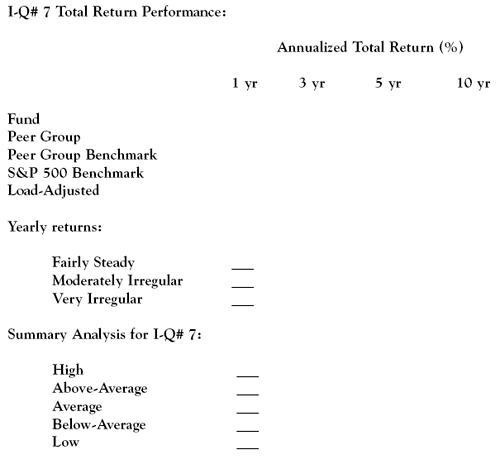 I-Q# 7 Total Return Performance:
Annualized Total Return (%)
1 yr 3 yr 5 yr 10 yr
Fund
Peer Group
Peer Group Benchmark
S&P 500 Benchmark
Load-Adjusted
Yearly returns:
Fairly Steady ___
Moderately Irregular ___
Very Irregular ___
Summary Analysis for I-Q# 7:
High ___
Above-Average ___
Average ___
Below-Average ___
Low ___